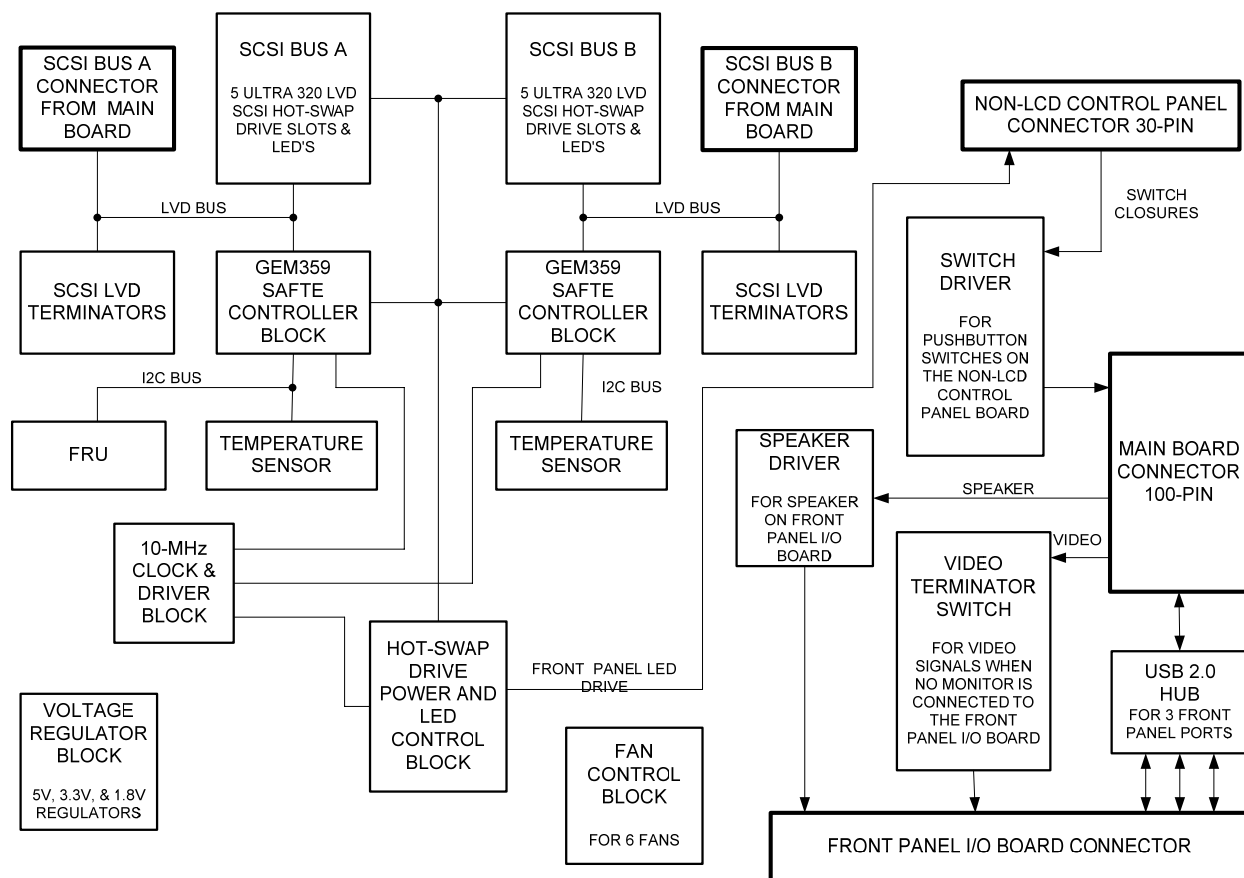 SCSI BUS A
CONNECTOR
FROM MAIN
BOARD
SCSI BUS A
5 ULTRA 320 LVD
SCSI HOT-SWAP
DRIVE SLOTS &
LED'S
SCSI BUS B
5 ULTRA 320 LVD
SCSI HOT-SWAP
DRIVE SLOTS &
LED'S
SCSI BUS B
CONNECTOR
FROM MAIN
BOARD
NON-LCD CONTROL PANEL
CONNECTOR 30-PIN
LVD BUS
LVD BUS
SWITCH
CLOSURES
SCSI LVD
TERMINATORS
GEM359
SAFTE
CONTROLLER
BLOCK
GEM359
SAFTE
CONTROLLER
BLOCK
SCSI LVD
TERMINATORS
SWITCH
DRIVER
FOR
PUSHBUTTON
SWITCHES ON
THE NON-LCD
CONTROL
PANEL BOARD
I2C BUS
I2C BUS
FRU
TEMPERATURE
SENSOR
TEMPERATURE
SENSOR
SPEAKER
DRIVER
FOR SPEAKER
ON FRONT
PANEL I/O
BOARD
MAIN BOARD
CONNECTOR
100-PIN
SPEAKER
VIDEO
10-MHz
CLOCK &
DRIVER
BLOCK
VIDEO
TERMINATOR
SWITCH
FOR VIDEO
SIGNALS WHEN
NO MONITOR IS
CONNECTED TO
THE FRONT
PANEL I/O BOARD
HOT-SWAP
DRIVE
POWER AND
LED
CONTROL
BLOCK
FRONT PANEL LED
DRIVE
USB 2.0
HUB
FOR 3 FRONT
PANEL PORTS
VOLTAGE
REGULATOR
BLOCK
5V, 3.3V, & 1.8V
REGULATORS
FAN
CONTROL
BLOCK
FOR 6 FANS
FRONT PANEL I/O BOARD CONNECTOR